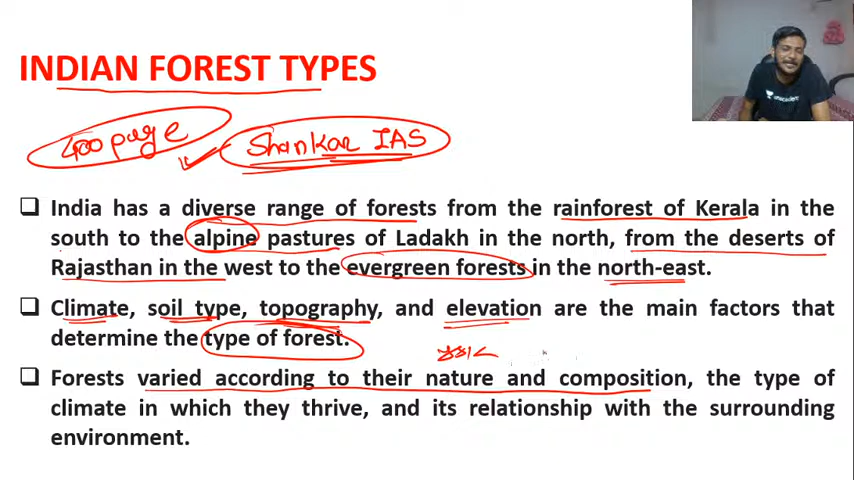 INDIAN FOREST TYPES
400 page Shankar IAS
❑ India has a diverse range of forests from the rainforest of Kerala in the
south to the alpine pastures of Ladakh in the north, from the deserts of
Rajasthan in the west to the evergreen forests in the north-east.
❑ Climate, soil type, topography, and elevation are the main factors that
determine the type of forest.
❑ Forests varied according to their nature and composition, the type of
climate in which they thrive, and its relationship with the surrounding
environment.